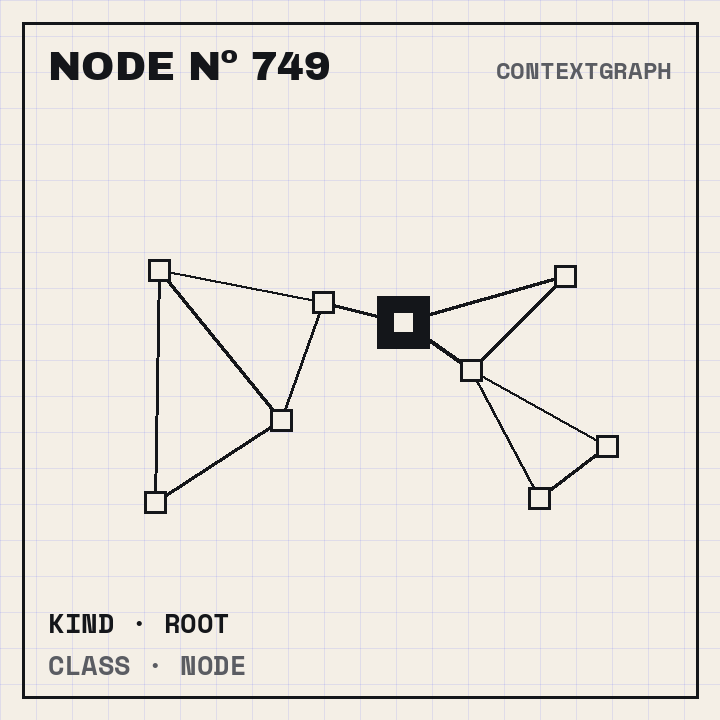 NODE Nº 749
CONTEXTGRAPH
KIND · ROOT
CLASS · NODE